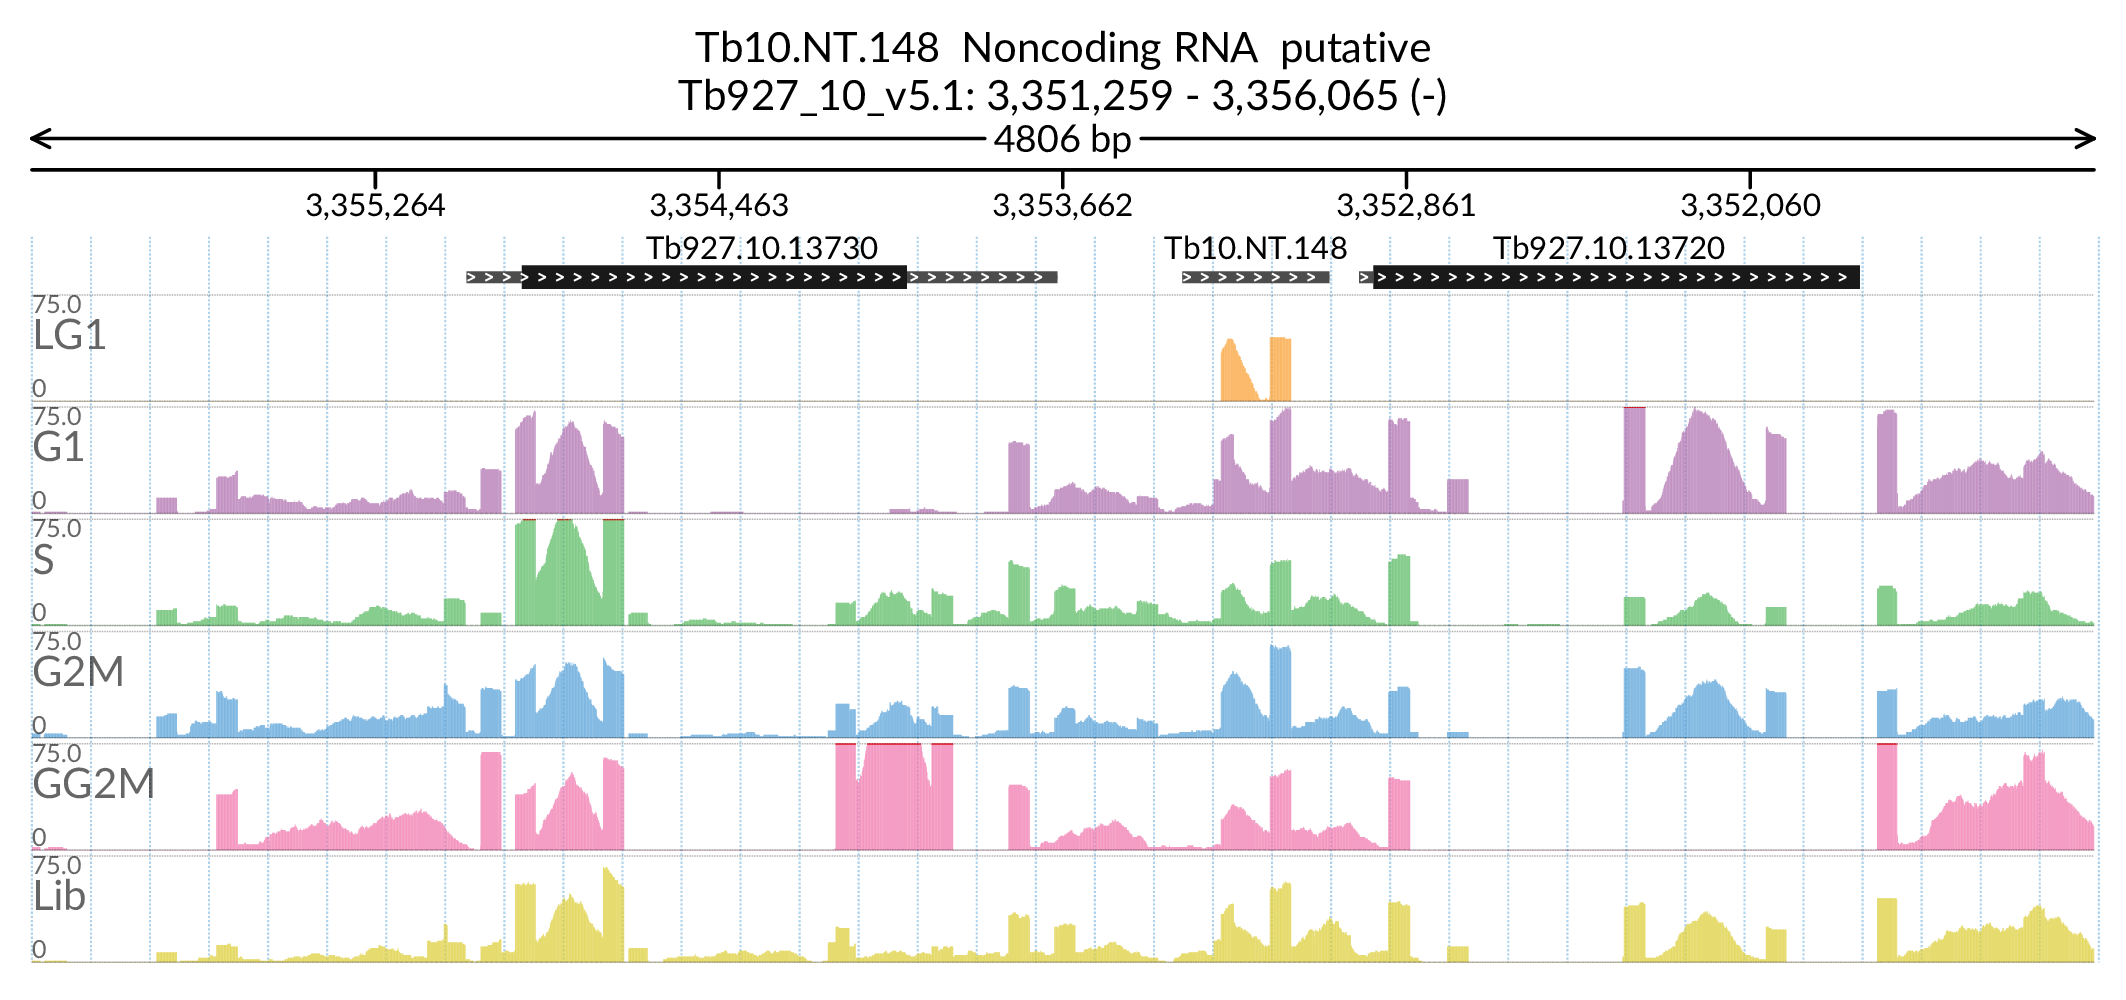 Tb10.NT.148 Noncoding RNA putative
Tb927_10_v5.1: 3,351,259 - 3,356,065 (-)
4806 bp
3,355,264 3,354,463 3,353,662 3,352,861 3,352,060
Tb927.10.13730 Tb10.NT.148 Tb927.10.13720
75.0
LG1
0
75.0
G1
0
75.0
S
0
75.0
G2M
0
75.0
GG2M
0
75.0
Lib
0